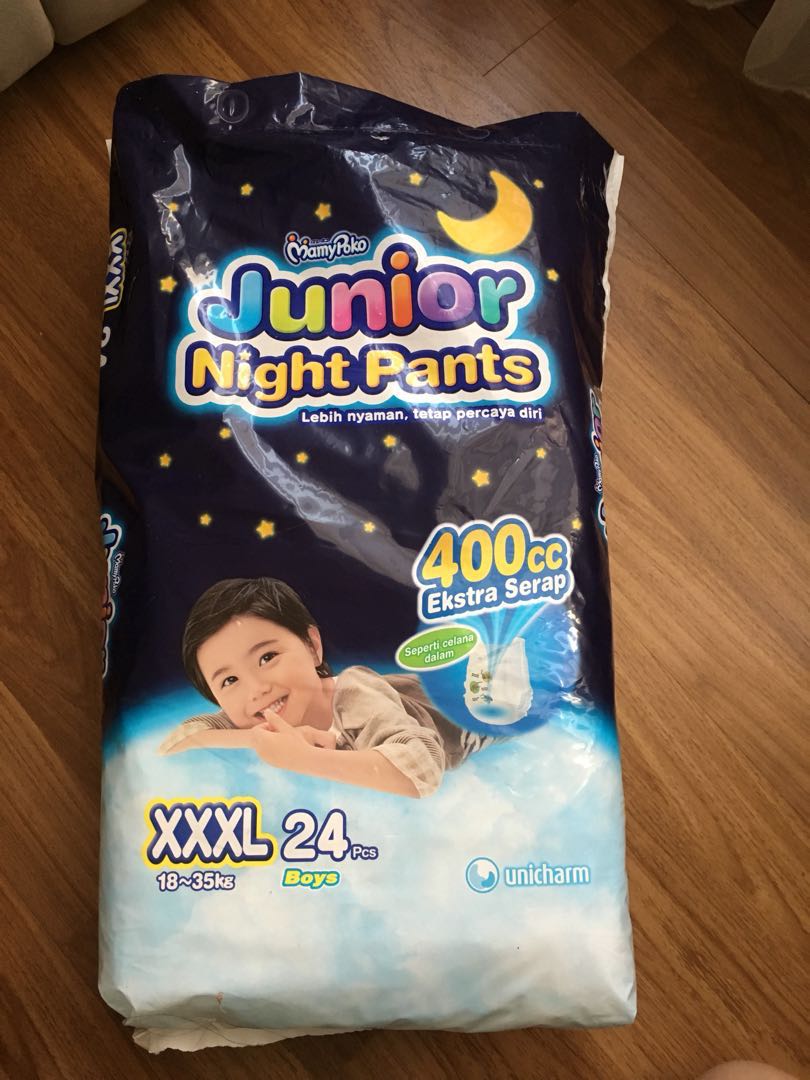 MamyPoko
Junior
Night Pants
Lebih nyaman, tetap percaya diri
400cc
Ekstra Serap
Seperti celana
dalam
XXXL 24 Pcs
18~35kg Boys
unicharm
XXXL